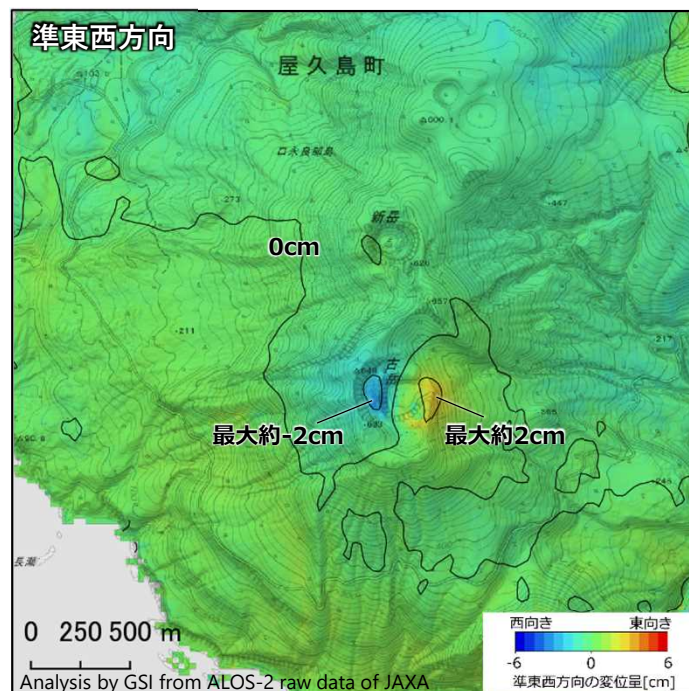 準東西方向
屋久島町
口永良部島
新岳
0cm
古岳
最大約-2cm
最大約2cm
長瀬
0 250 500 m
西向き 東向き
-6 0 6
準東西方向の変位量[cm]
Analysis by GSI from ALOS-2 raw data of JAXA